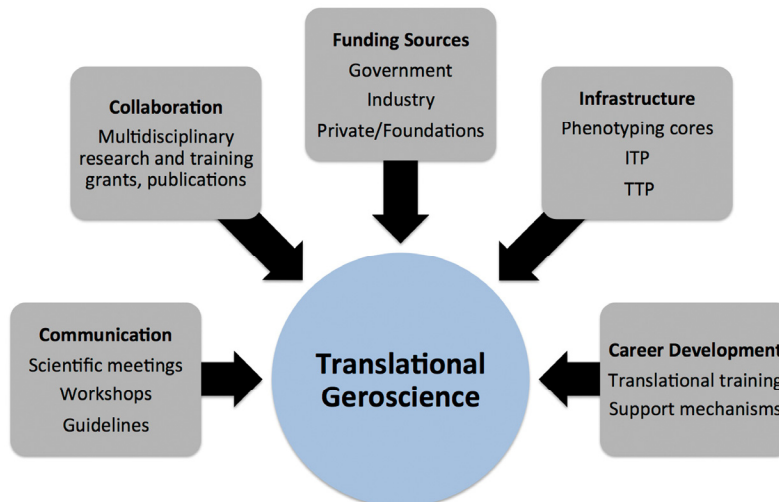 Funding Sources
Government
Industry
Private/Foundations
Collaboration
Multidisciplinary
research and training
grants, publications
Infrastructure
Phenotyping cores
ITP
TTP
Communication
Scientific meetings
Workshops
Guidelines
Translational
Geroscience
Career Development
Translational training
Support mechanisms